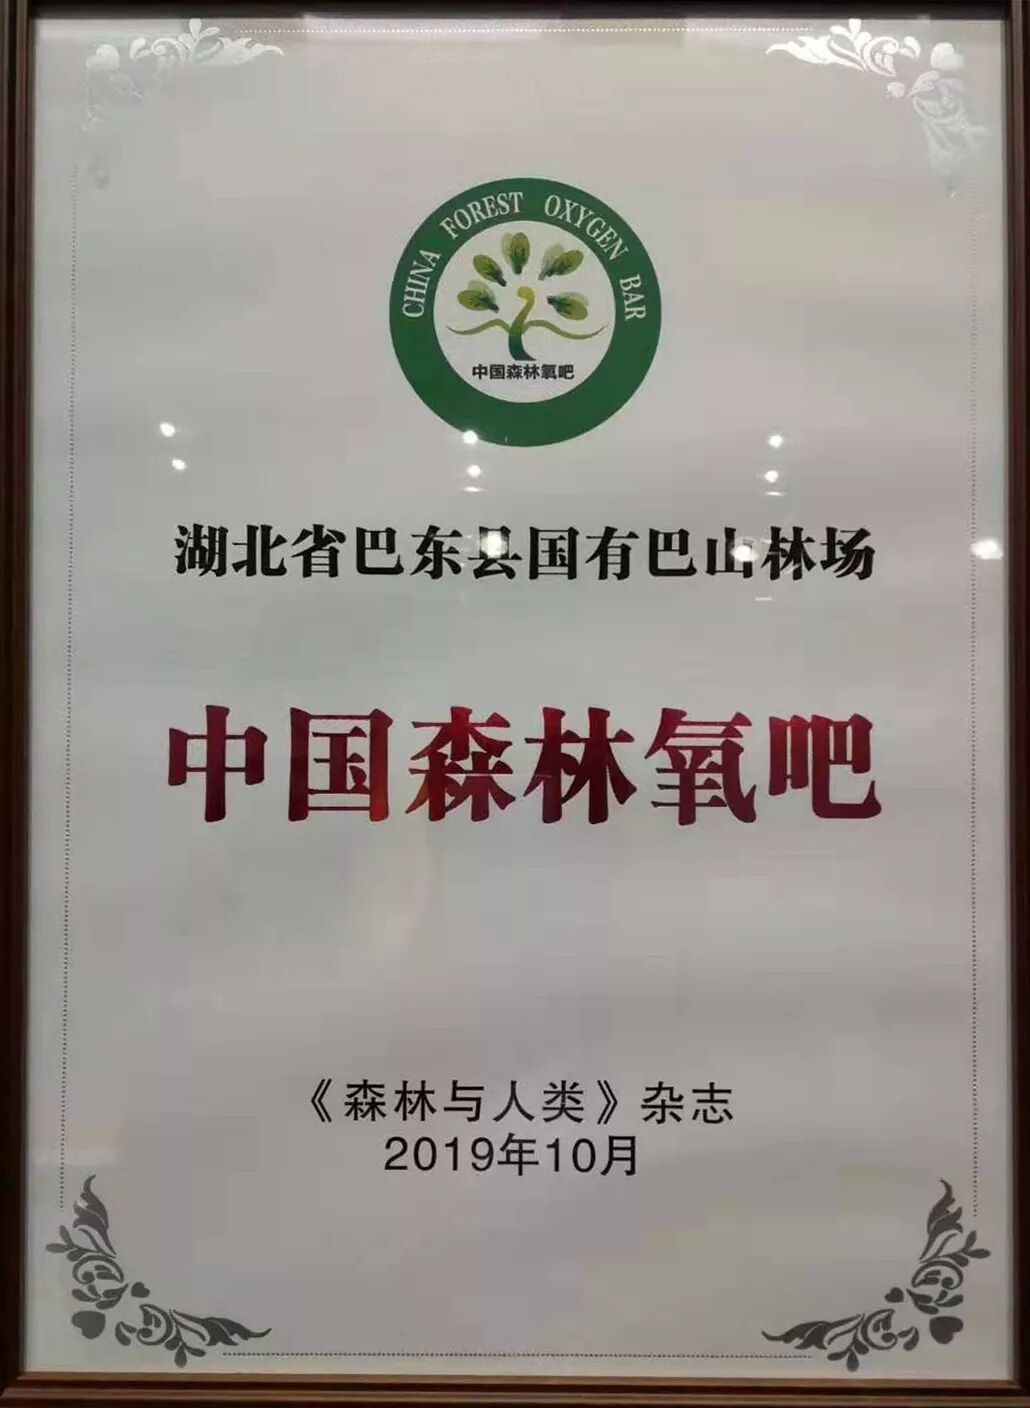 CHINA FOREST OXYGEN BAR
中国森林氧吧
湖北省巴东县国有巴山林场
中国森林氧吧
《森林与人类》杂志
2019年10月